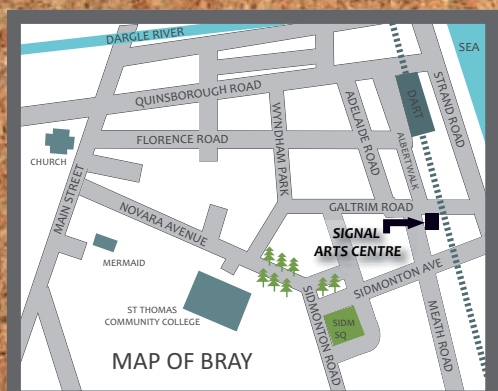 DARGLE RIVER
SEA
QUINSBOROUGH ROAD
DART
STRAND ROAD
WYNDHAM PARK
ADELAIDE ROAD
FLORENCE ROAD
ALBERT WALK
CHURCH
MAIN STREET
NOVARA AVENUE
GALTRIM ROAD
SIGNAL
ARTS CENTRE
MERMAID
SIDMONTON AVE
ST THOMAS
COMMUNITY COLLEGE
SIDMONTON ROAD
SIDM
SQ
MEATH ROAD
MAP OF BRAY